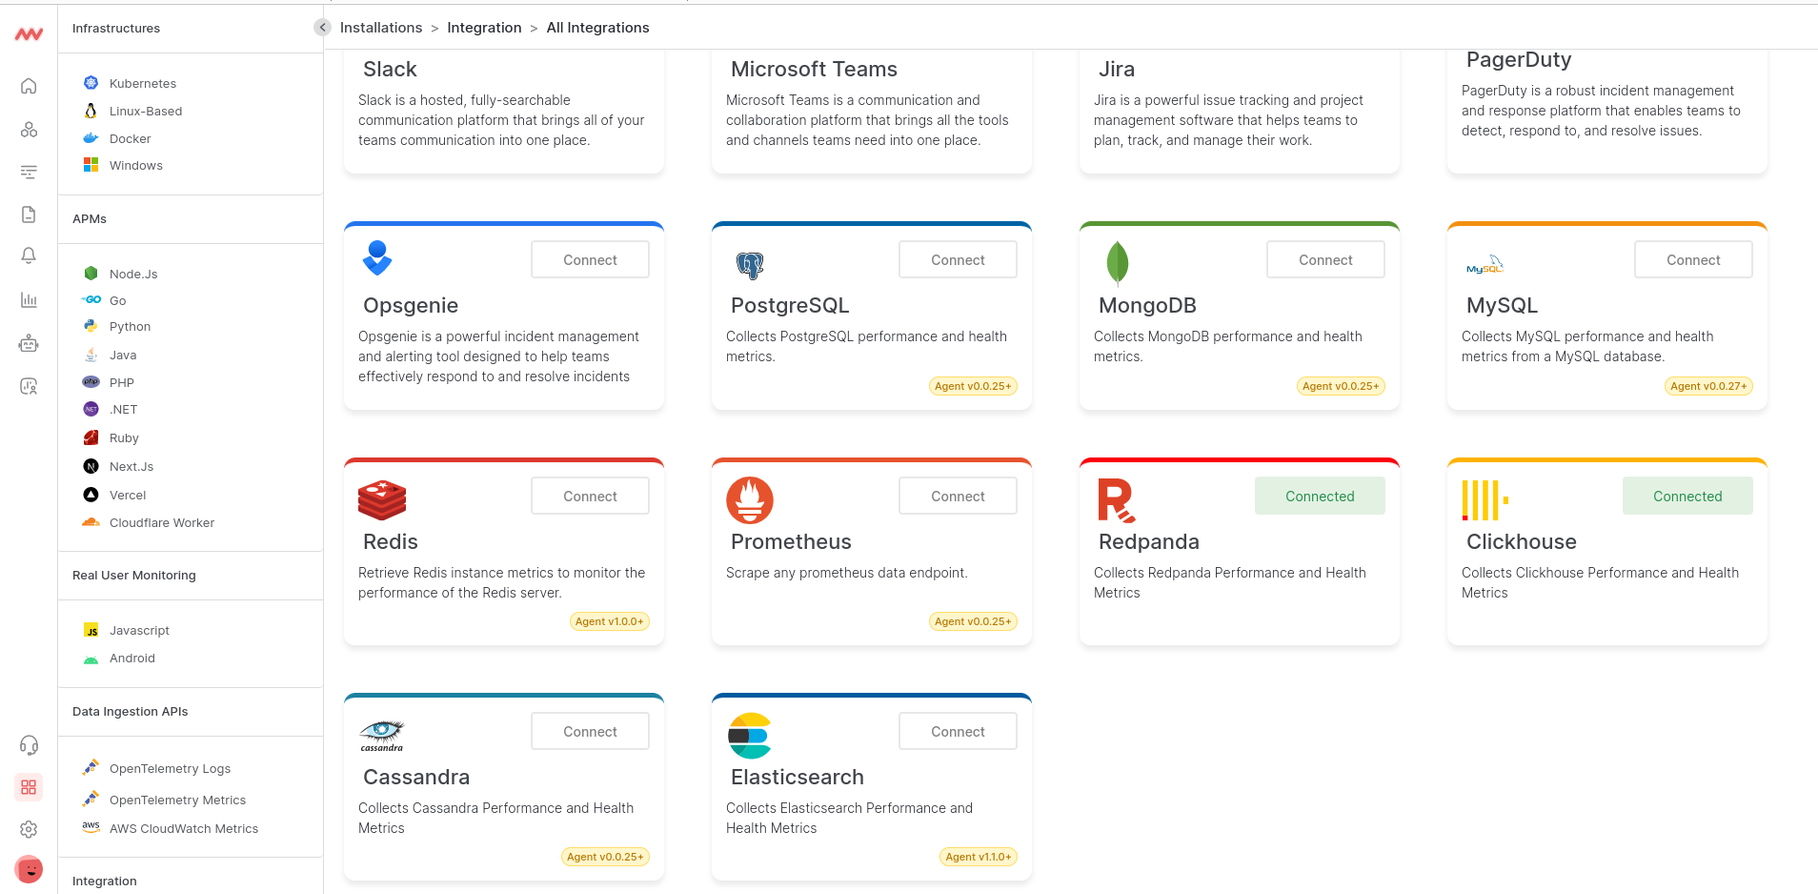 Infrastructures
Kubernetes
Linux-Based
Docker
Windows
APMs
Node.Js
Go
Python
Java
PHP
.NET
Ruby
Next.Js
Vercel
Cloudflare Worker
Real User Monitoring
JS Javascript
Android
Data Ingestion APIs
OpenTelemetry Logs
OpenTelemetry Metrics
aws AWS CloudWatch Metrics
Integration
Installations > Integration > All Integrations
Slack
Slack is a hosted, fully-searchable
communication platform that brings all of your
teams communication into one place.
Microsoft Teams
Microsoft Teams is a communication and
collaboration platform that brings all the tools
and channels teams need into one place.
Jira
Jira is a powerful issue tracking and project
management software that helps teams to
plan, track, and manage their work.
PagerDuty
PagerDuty is a robust incident management
and response platform that enables teams to
detect, respond to, and resolve issues.
Connect
Opsgenie
Opsgenie is a powerful incident management
and alerting tool designed to help teams
effectively respond to and resolve incidents
Connect
PostgreSQL
Collects PostgreSQL performance and health
metrics.
Agent v0.0.25+
Connect
MongoDB
Collects MongoDB performance and health
metrics.
Agent v0.0.25+
MySQL
Connect
MySQL
Collects MySQL performance and health
metrics from a MySQL database.
Agent v0.0.27+
Connect
Redis
Retrieve Redis instance metrics to monitor the
performance of the Redis server.
Agent v1.0.0+
Connect
Prometheus
Scrape any prometheus data endpoint.
Agent v0.0.25+
Connected
Redpanda
Collects Redpanda Performance and Health
Metrics
Connected
Clickhouse
Collects Clickhouse Performance and Health
Metrics
cassandra
Connect
Cassandra
Collects Cassandra Performance and Health
Metrics
Agent v0.0.25+
Connect
Elasticsearch
Collects Elasticsearch Performance and
Health Metrics
Agent v1.1.0+